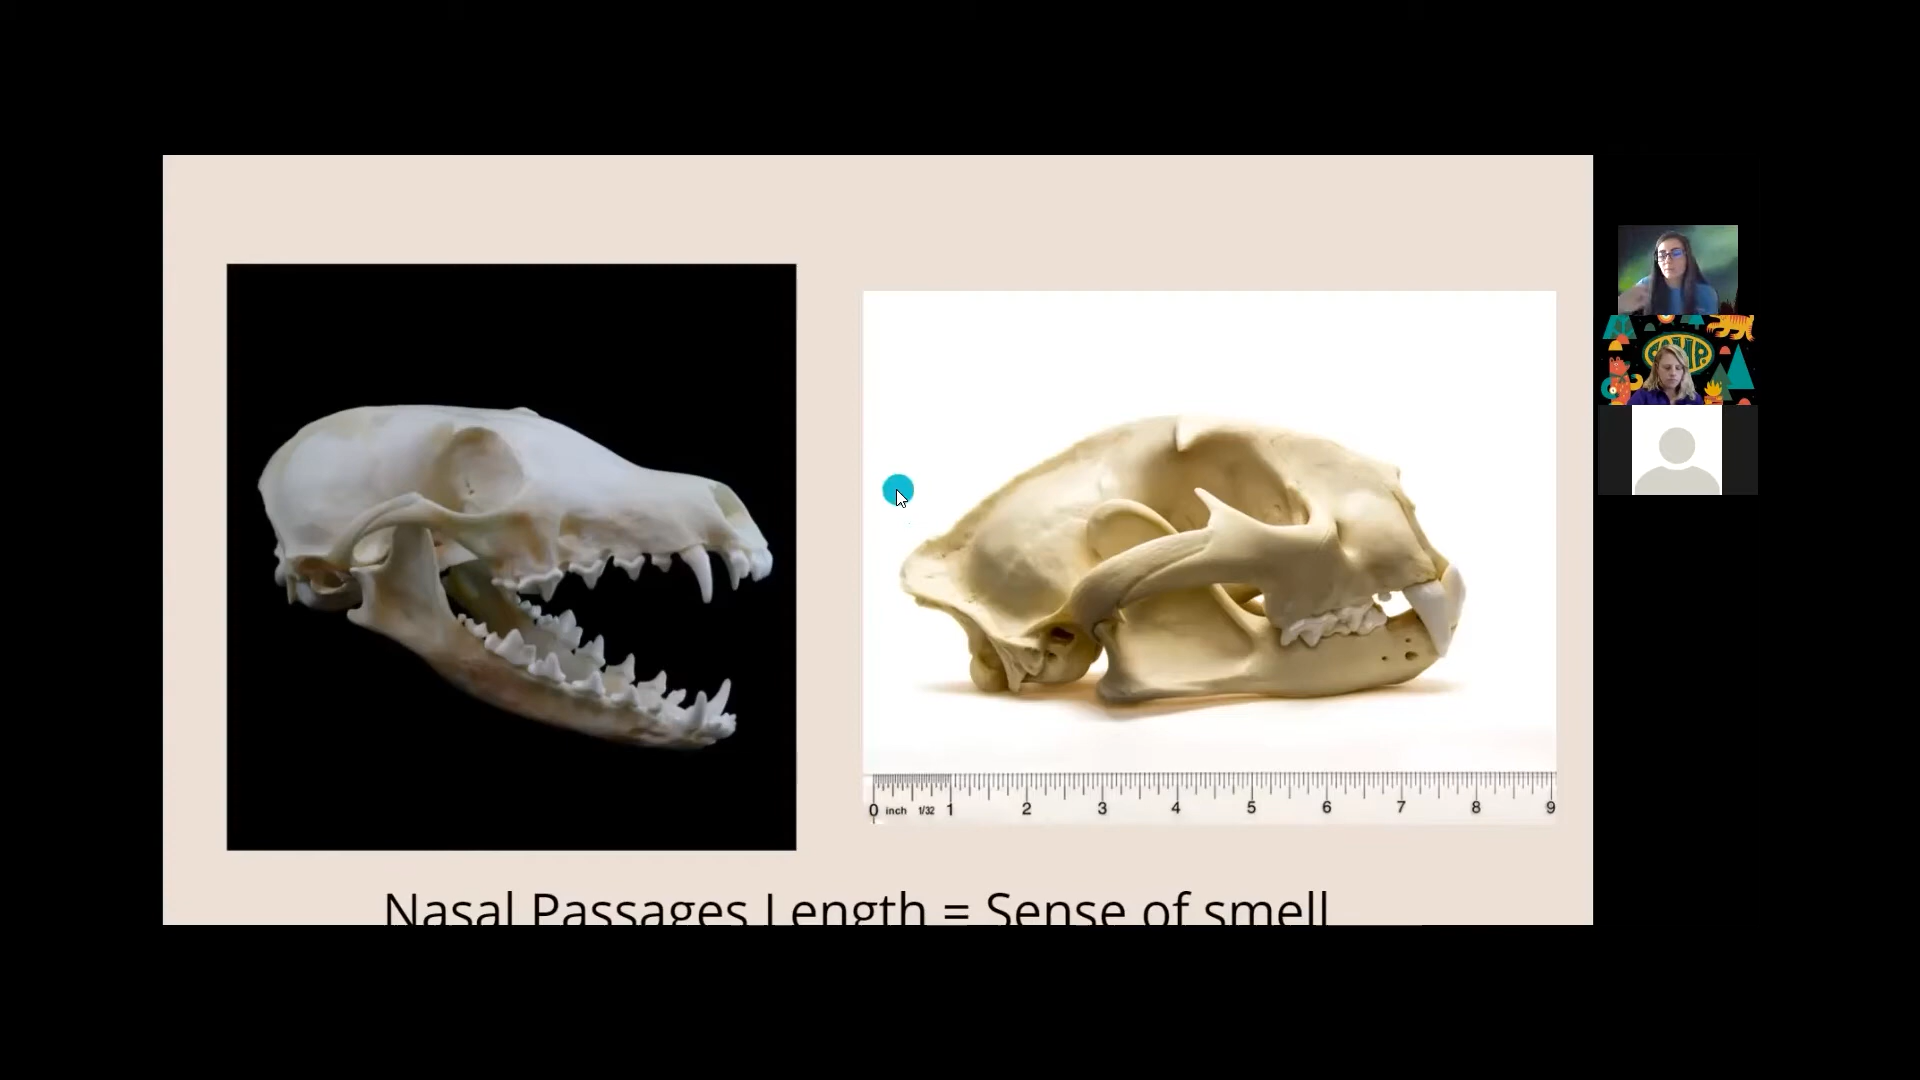 CAMP
0 inch 1/32 1 2 3 4 5 6 7 8 9
Nasal Passages Length = Sense of smell